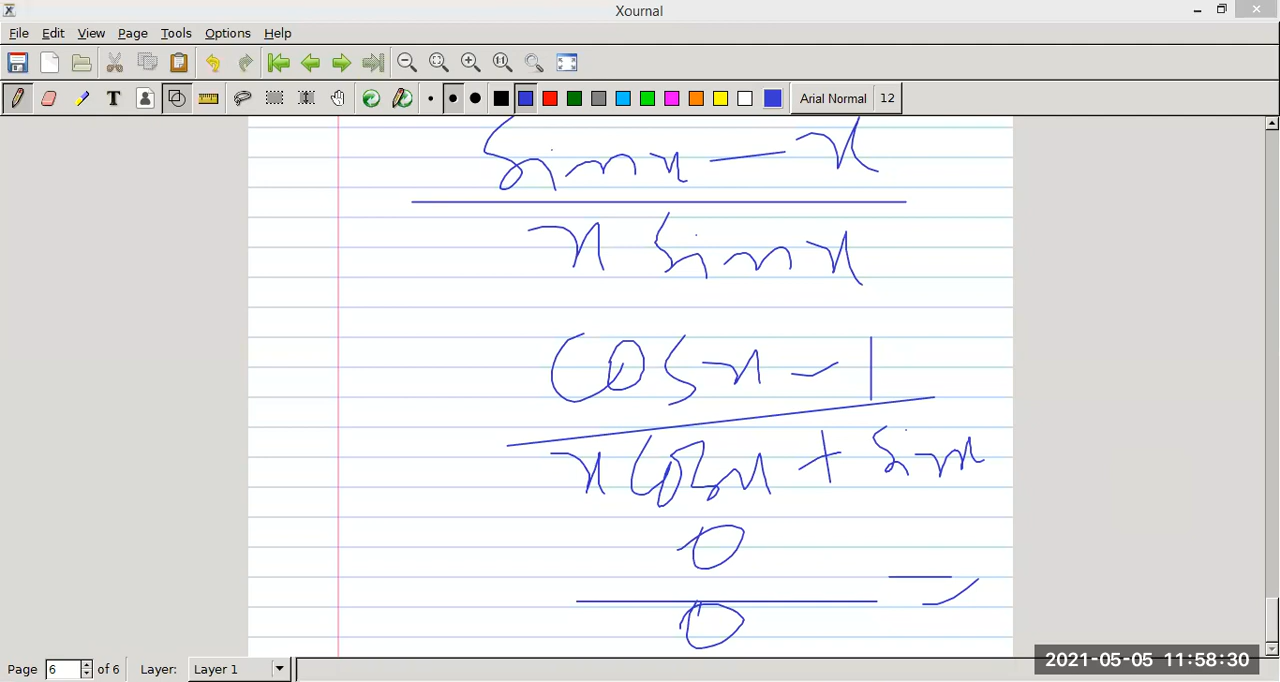 Xournal
File Edit View Page Tools Options Help
Arial Normal 12
Sinx — x
x Sinx
Cosx - 1
x Cosx + Sinx
0
0 =
Page 6 of 6 Layer: Layer 1
2021-05-05 11:58:30